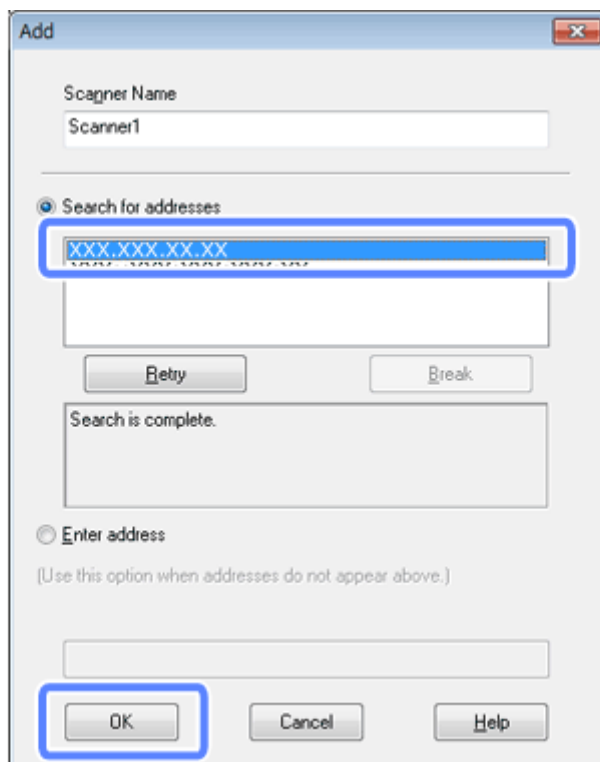 Add
Scanner Name
Scanner1
Search for addresses
XXX.XXX.XX.XX
Retry Break
Search is complete.
Enter address
(Use this option when addresses do not appear above.)
OK Cancel Help